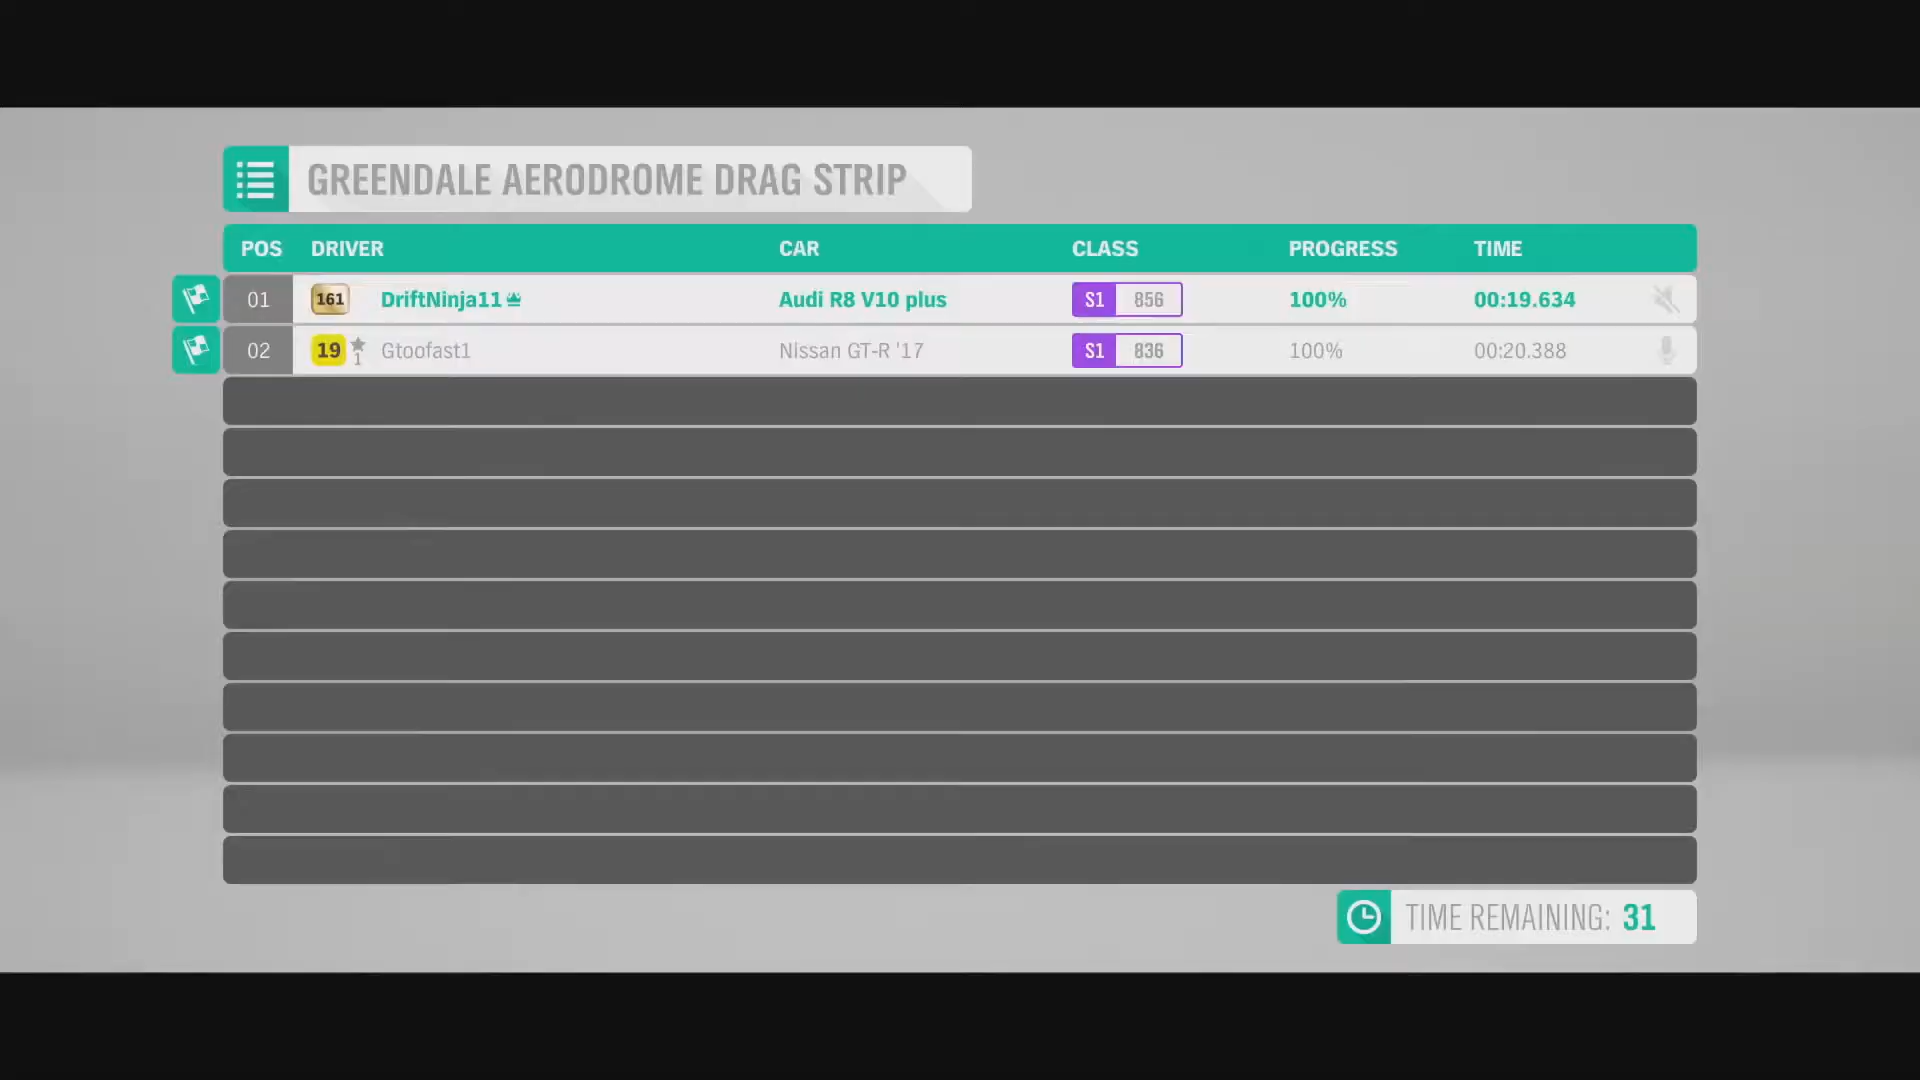 GREENDALE AERODROME DRAG STRIP
POS DRIVER CAR CLASS PROGRESS TIME
01 161 DriftNinja11 Audi R8 V10 plus S1 856 100% 00:19.634
02 19 1 Gtoofast1 Nissan GT-R '17 S1 836 100% 00:20.388
TIME REMAINING: 31